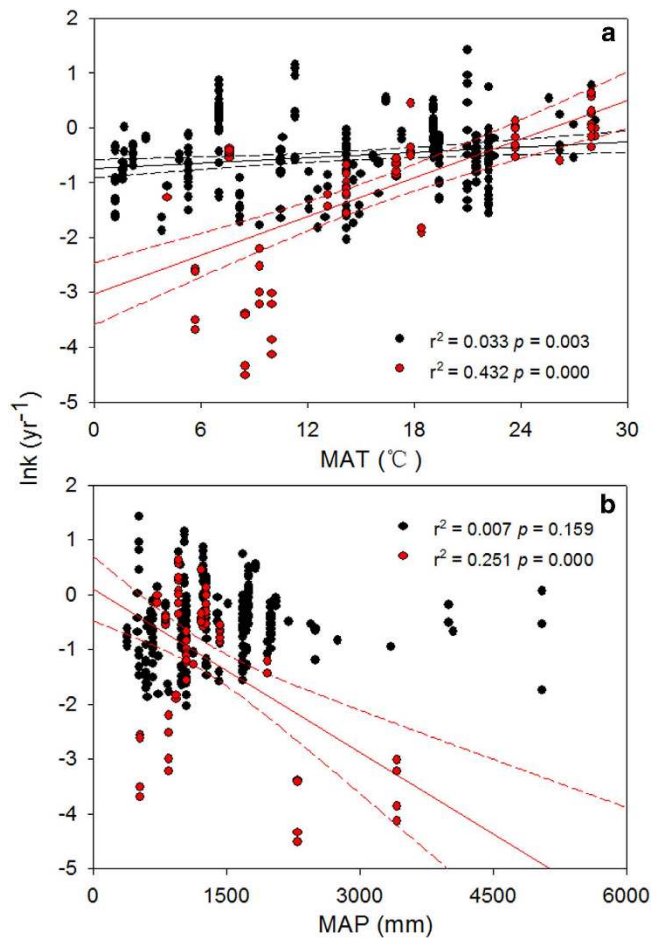 a
2
1
0
-1
-2
-3
-4
-5
r² = 0.033 p = 0.003
r² = 0.432 p = 0.000
0 6 12 18 24 30
MAT (℃)
lnk (yr⁻¹)
b
2
1
0
-1
-2
-3
-4
-5
r² = 0.007 p = 0.159
r² = 0.251 p = 0.000
0 1500 3000 4500 6000
MAP (mm)